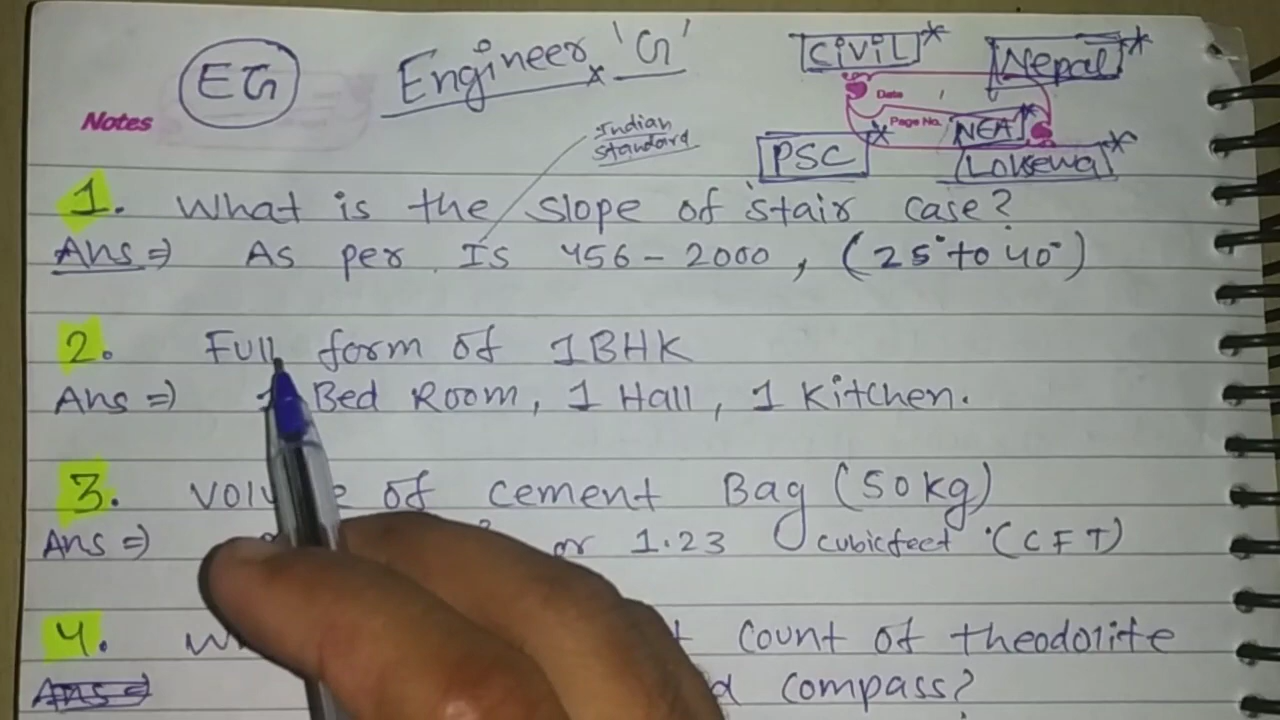 EG Engineer 'G' CIVIL* Nepal*
Notes Date
Page No. NEA*
Indian Standard PSC* Loksewa*
1. What is the slope of stair case?
Ans => As per IS 456-2000, (25° to 40°)
2. Full form of 1BHK
Ans => 1 Bed Room, 1 Hall, 1 Kitchen.
3. of cement Bag (50kg)
Ans => or 1.23 cubicfeet (CFT)
4. count of theodolite
Ans => compass?